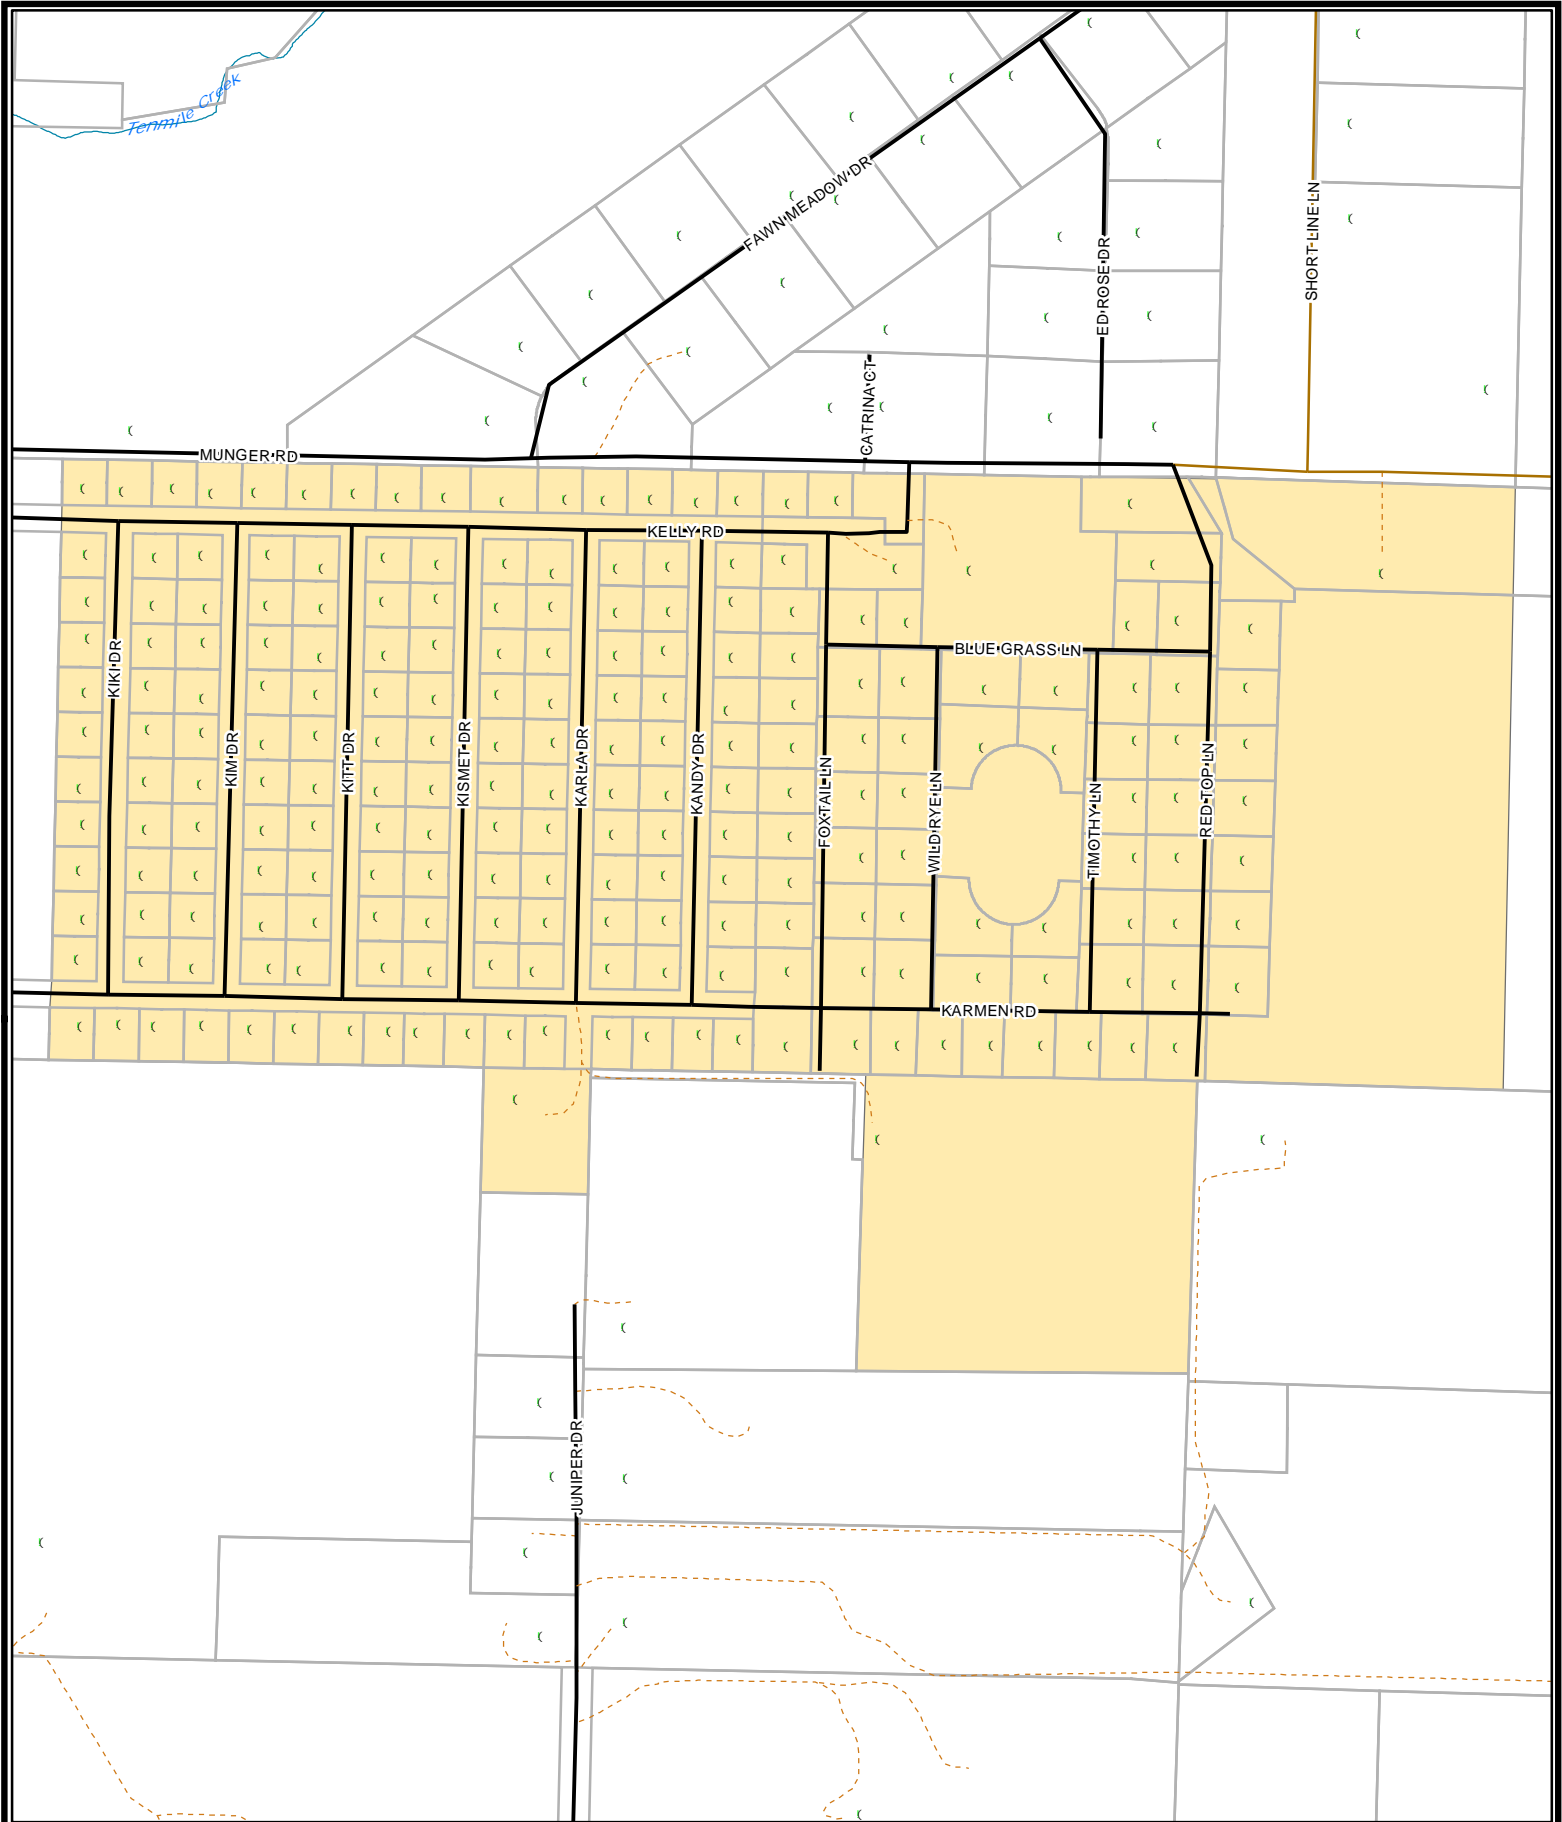 Tenmile Creek
FAWN MEADOW DR
SHORT LINE LN
ED ROSE DR
CATRINA CT
MUNGER RD
KELLY RD
BLUE GRASS LN
KIKI DR
KIM DR
KITT DR
KISMET DR
KARLA DR
KANDY DR
FOXTAIL LN
WILD RYE LN
TIMOTHY LN
RED TOP LN
KARMEN RD
JUNIPER DR